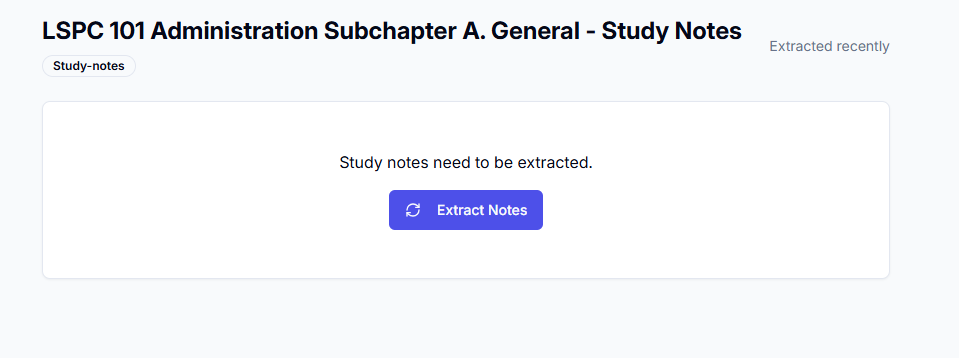 LSPC 101 Administration Subchapter A. General - Study Notes
Extracted recently
Study-notes
Study notes need to be extracted.
Extract Notes